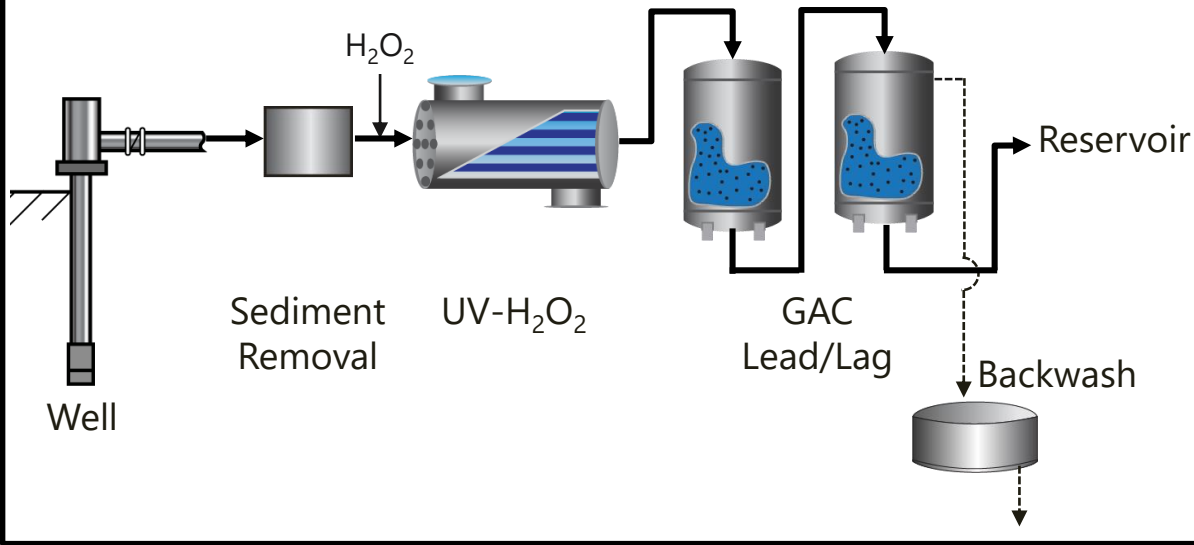 H₂O₂
Reservoir
Sediment
Removal
UV-H₂O₂
GAC
Lead/Lag
Backwash
Well